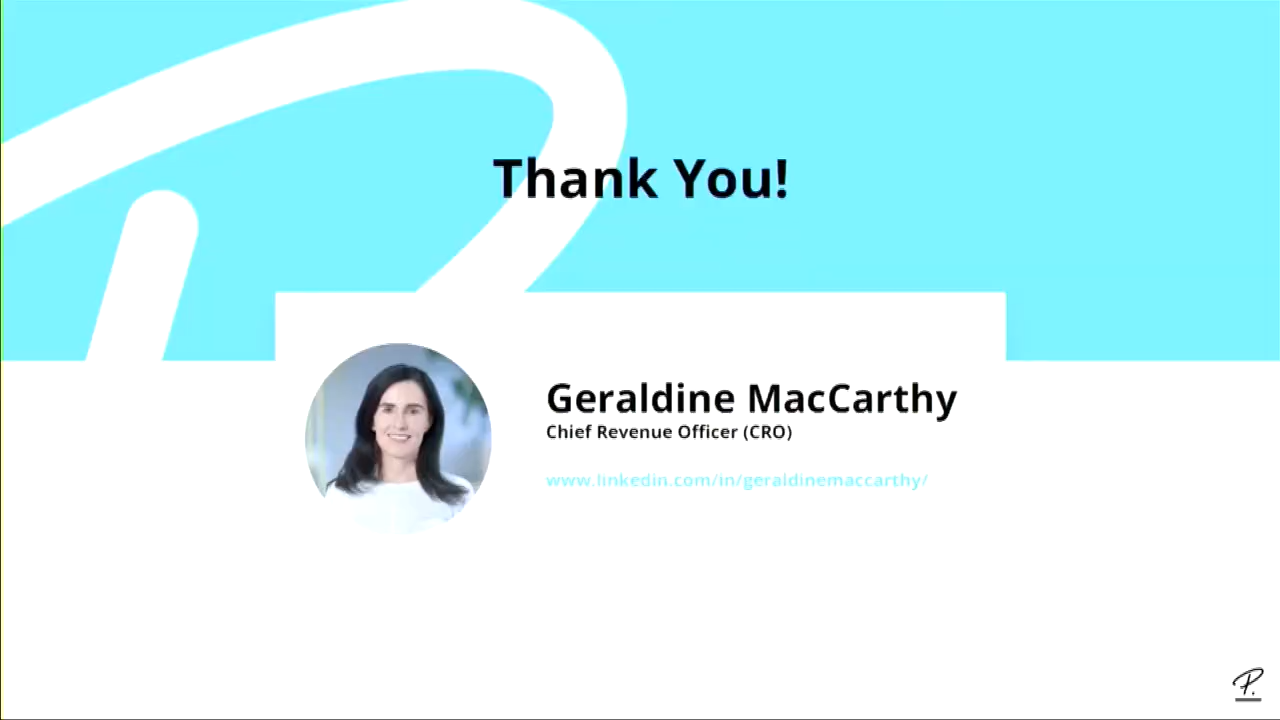 Thank You!
Geraldine MacCarthy
Chief Revenue Officer (CRO)
www.linkedin.com/in/geraldinemaccarthy/
P.